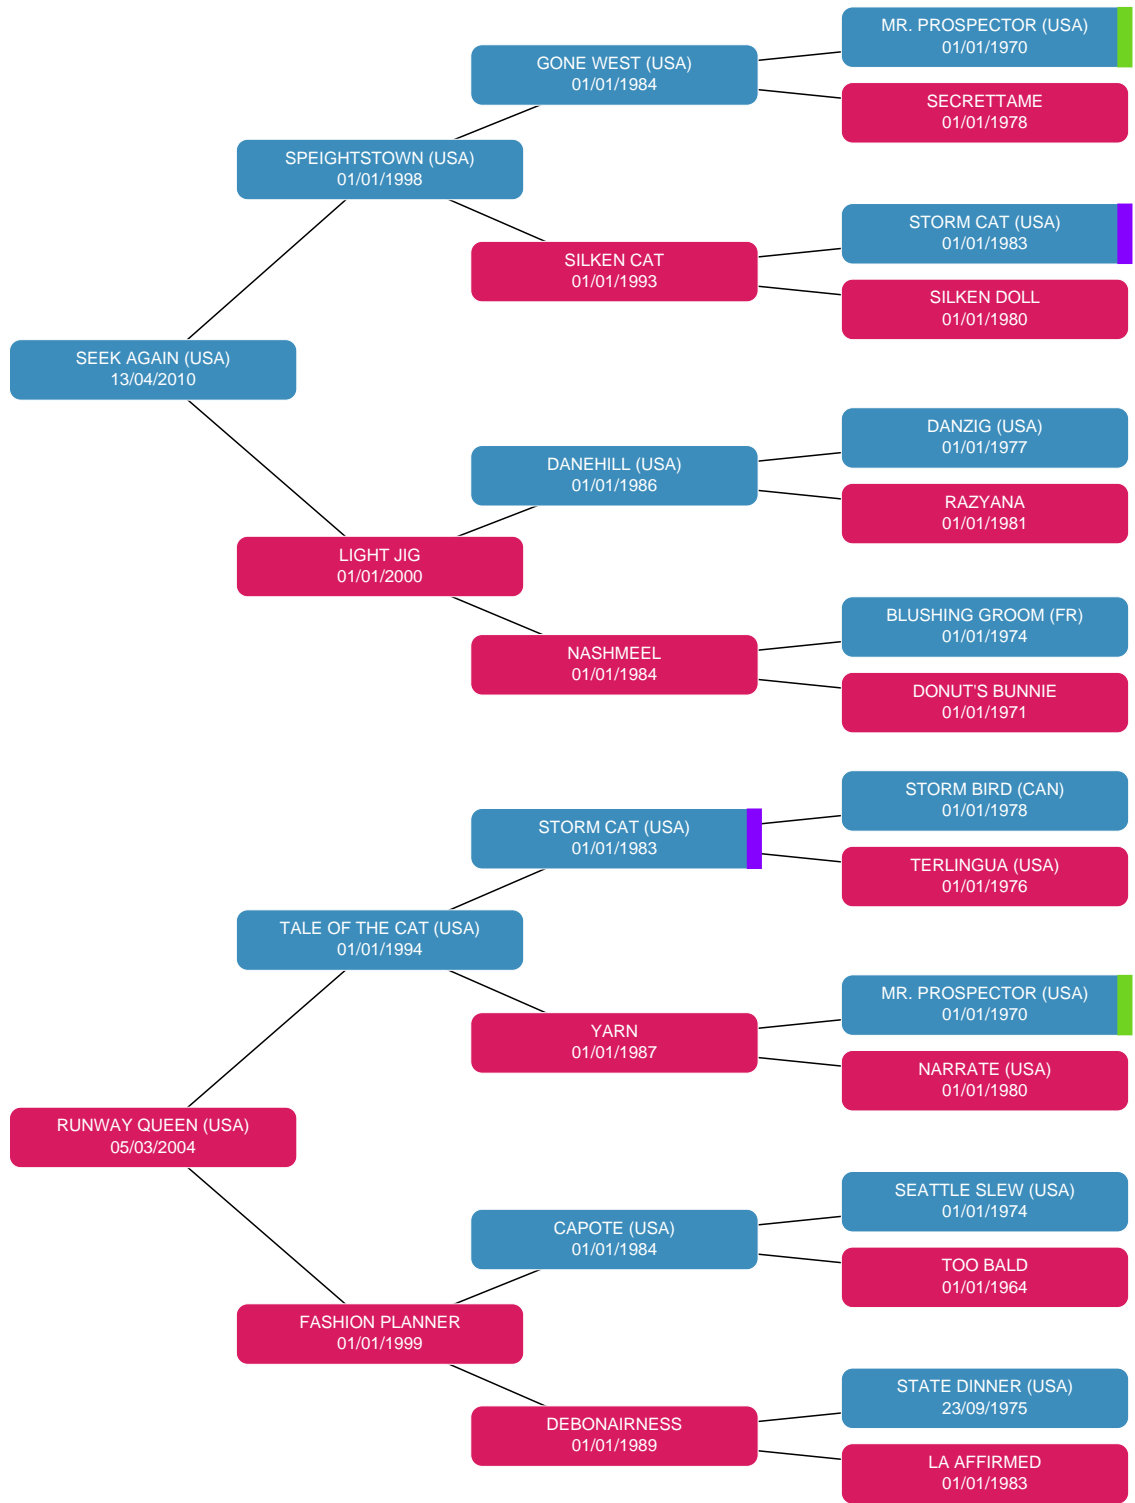 MR. PROSPECTOR (USA)
01/01/1970
GONE WEST (USA)
01/01/1984
SECRETTAME
01/01/1978
SPEIGHTSTOWN (USA)
01/01/1998
STORM CAT (USA)
01/01/1983
SILKEN CAT
01/01/1993
SILKEN DOLL
01/01/1980
SEEK AGAIN (USA)
13/04/2010
DANZIG (USA)
01/01/1977
DANEHILL (USA)
01/01/1986
RAZYANA
01/01/1981
LIGHT JIG
01/01/2000
BLUSHING GROOM (FR)
01/01/1974
NASHMEEL
01/01/1984
DONUT'S BUNNIE
01/01/1971
STORM BIRD (CAN)
01/01/1978
STORM CAT (USA)
01/01/1983
TERLINGUA (USA)
01/01/1976
TALE OF THE CAT (USA)
01/01/1994
MR. PROSPECTOR (USA)
01/01/1970
YARN
01/01/1987
NARRATE (USA)
01/01/1980
RUNWAY QUEEN (USA)
05/03/2004
SEATTLE SLEW (USA)
01/01/1974
CAPOTE (USA)
01/01/1984
TOO BALD
01/01/1964
FASHION PLANNER
01/01/1999
STATE DINNER (USA)
23/09/1975
DEBONAIRNESS
01/01/1989
LA AFFIRMED
01/01/1983